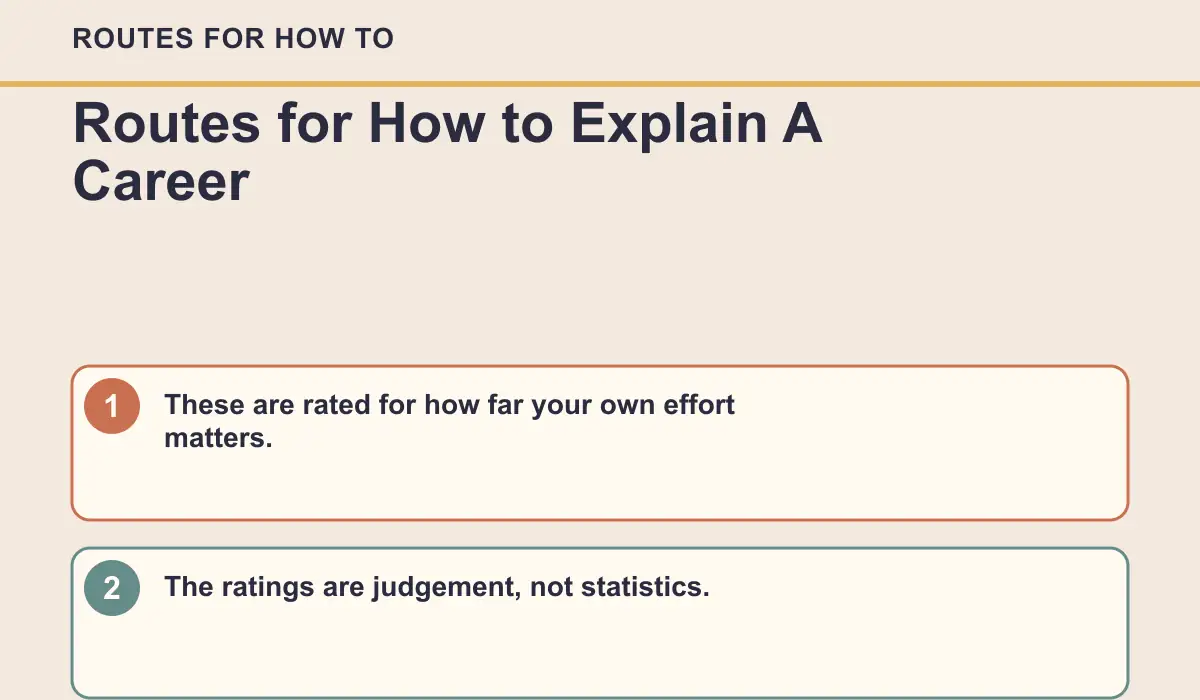 ROUTES FOR HOW TO
Routes for How to Explain A
Career
1
These are rated for how far your own effort
matters.
2
The ratings are judgement, not statistics.